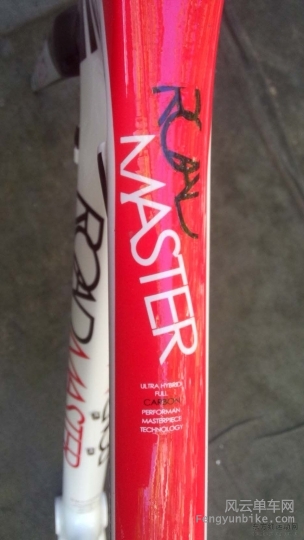 ROAD
MASTER
ULTRA HYBRID
FULL
CARBON
PERFORMAN
MASTERPIECE
TECHNOLOGY
ROAD MASTER
风云单车网
Fengyunbike.com